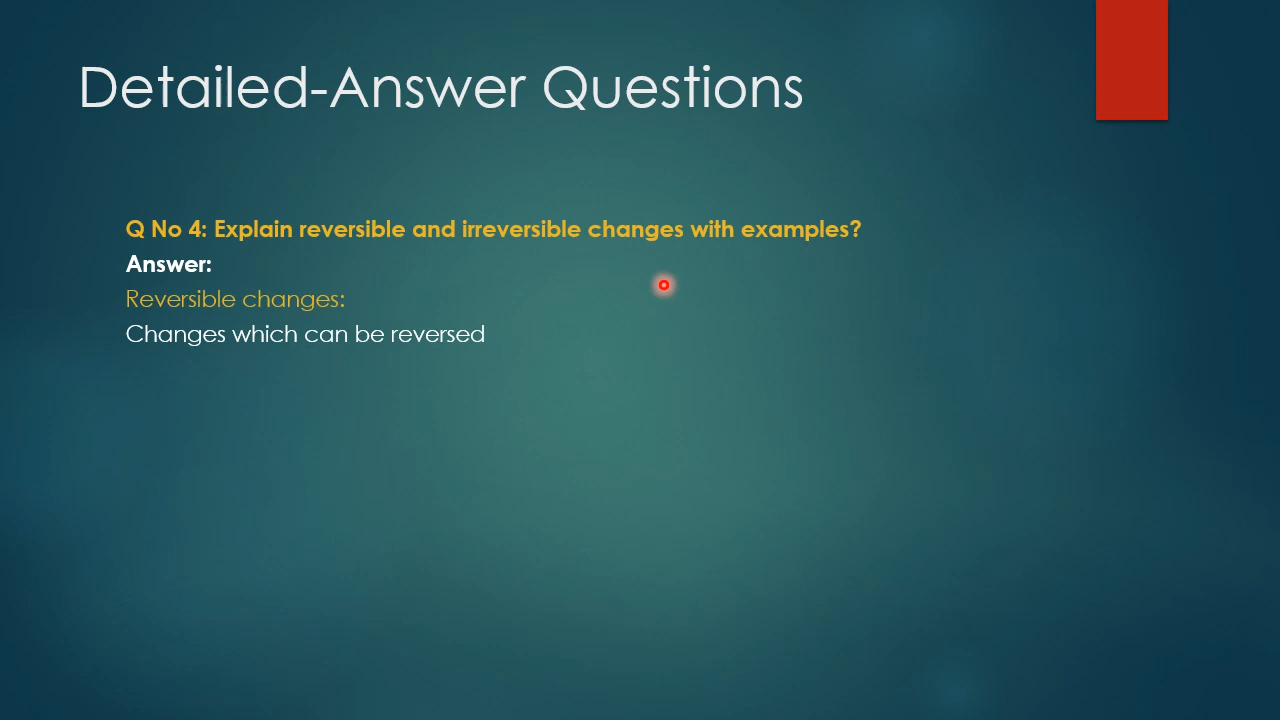 Detailed-Answer Questions
Q No 4: Explain reversible and irreversible changes with examples?
Answer:
Reversible changes:
Changes which can be reversed